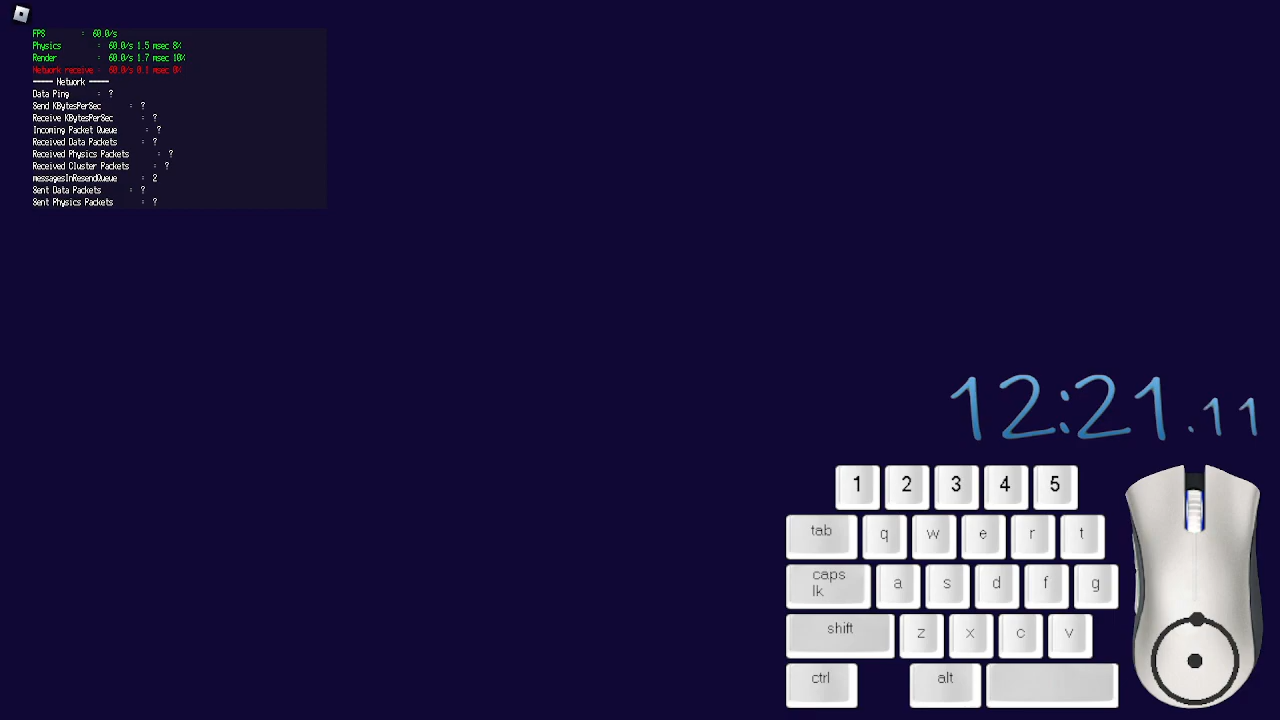 FPS : 60.0/s
Physics : 60.0/s 1.5 msec 8%
Render : 60.0/s 1.7 msec 10%
Network receive : 60.0/s 0.1 msec 0%
---- Network ----
Data Ping : ?
Send KBytesPerSec : ?
Receive KBytesPerSec : ?
Incoming Packet Queue : ?
Received Data Packets : ?
Received Physics Packets : ?
Received Cluster Packets : ?
messagesInResendQueue : 2
Sent Data Packets : ?
Sent Physics Packets : ?
12:21.11
1 2 3 4 5
tab q w e r t
caps
lk a s d f g
shift z x c v
ctrl alt